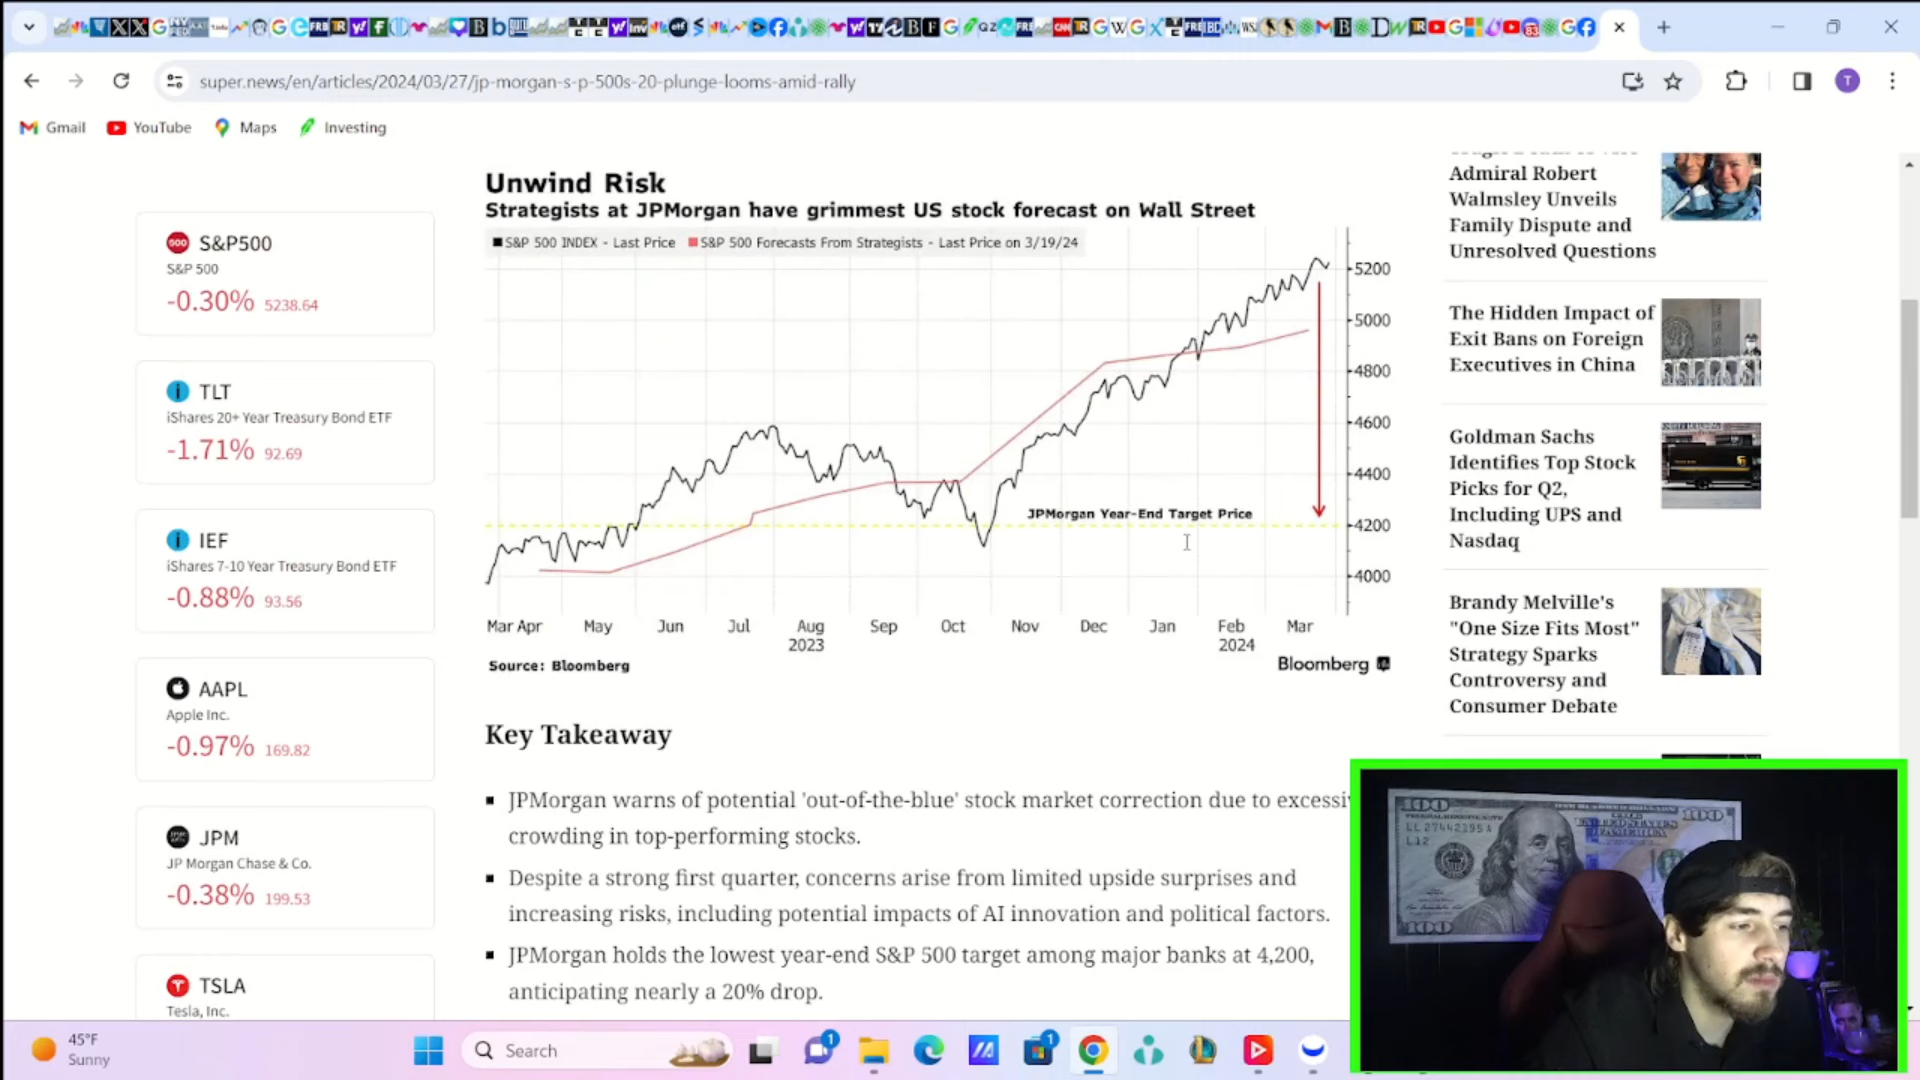 super.news/en/articles/2024/03/27/jp-morgan-s-p-500s-20-plunge-looms-amid-rally
T
Gmail
YouTube
Maps
Investing
S&P500
S&P 500
-0.30% 5238.64
TLT
iShares 20+ Year Treasury Bond ETF
-1.71% 92.69
IEF
iShares 7-10 Year Treasury Bond ETF
-0.88% 93.56
AAPL
Apple Inc.
-0.97% 169.82
JPM
JP Morgan Chase & Co.
-0.38% 199.53
TSLA
Tesla, Inc.
Unwind Risk
Strategists at JPMorgan have grimmest US stock forecast on Wall Street
S&P 500 INDEX - Last Price S&P 500 Forecasts From Strategists - Last Price on 3/19/24
5200
5000
4800
4600
4400
JPMorgan Year-End Target Price
4200
4000
Mar Apr May Jun Jul Aug Sep Oct Nov Dec Jan Feb Mar
2023 2024
Source: Bloomberg
Bloomberg
Key Takeaway
JPMorgan warns of potential 'out-of-the-blue' stock market correction due to excessiv
crowding in top-performing stocks.
Despite a strong first quarter, concerns arise from limited upside surprises and
increasing risks, including potential impacts of AI innovation and political factors.
JPMorgan holds the lowest year-end S&P 500 target among major banks at 4,200,
anticipating nearly a 20% drop.
Admiral Robert
Walmsley Unveils
Family Dispute and
Unresolved Questions
The Hidden Impact of
Exit Bans on Foreign
Executives in China
Goldman Sachs
Identifies Top Stock
Picks for Q2,
Including UPS and
Nasdaq
Brandy Melville's
"One Size Fits Most"
Strategy Sparks
Controversy and
Consumer Debate
100
100
LL 27442195 A
L12
100
45°F
Sunny
Search
1
1